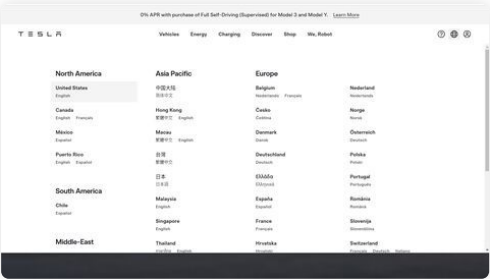 0% APR with purchase of Full Self-Driving (Supervised) for Model 3 and Model Y. Learn More
TESLA
Vehicles Energy Charging Discover Shop We, Robot
North America
United States
English
Canada
English Français
México
Español
Puerto Rico
English Español
South America
Chile
Español
Middle-East
Asia Pacific
中国大陆
简体中文
Hong Kong
繁體中文 English
Macau
繁體中文 English
台灣
繁體中文
日本
日本語
Malaysia
English
Singapore
English
Thailand
English
Europe
Belgium
Nederlands Français
Česko
Čeština
Danmark
Dansk
Deutschland
Deutsch
Ελλάδα
Ελληνικά
España
Español
France
Français
Hrvatska
Hrvatski
Nederland
Nederlands
Norge
Norsk
Österreich
Deutsch
Polska
Polski
Portugal
Português
România
Română
Slovenija
Slovenščina
Switzerland
Français Deutsch Italiano